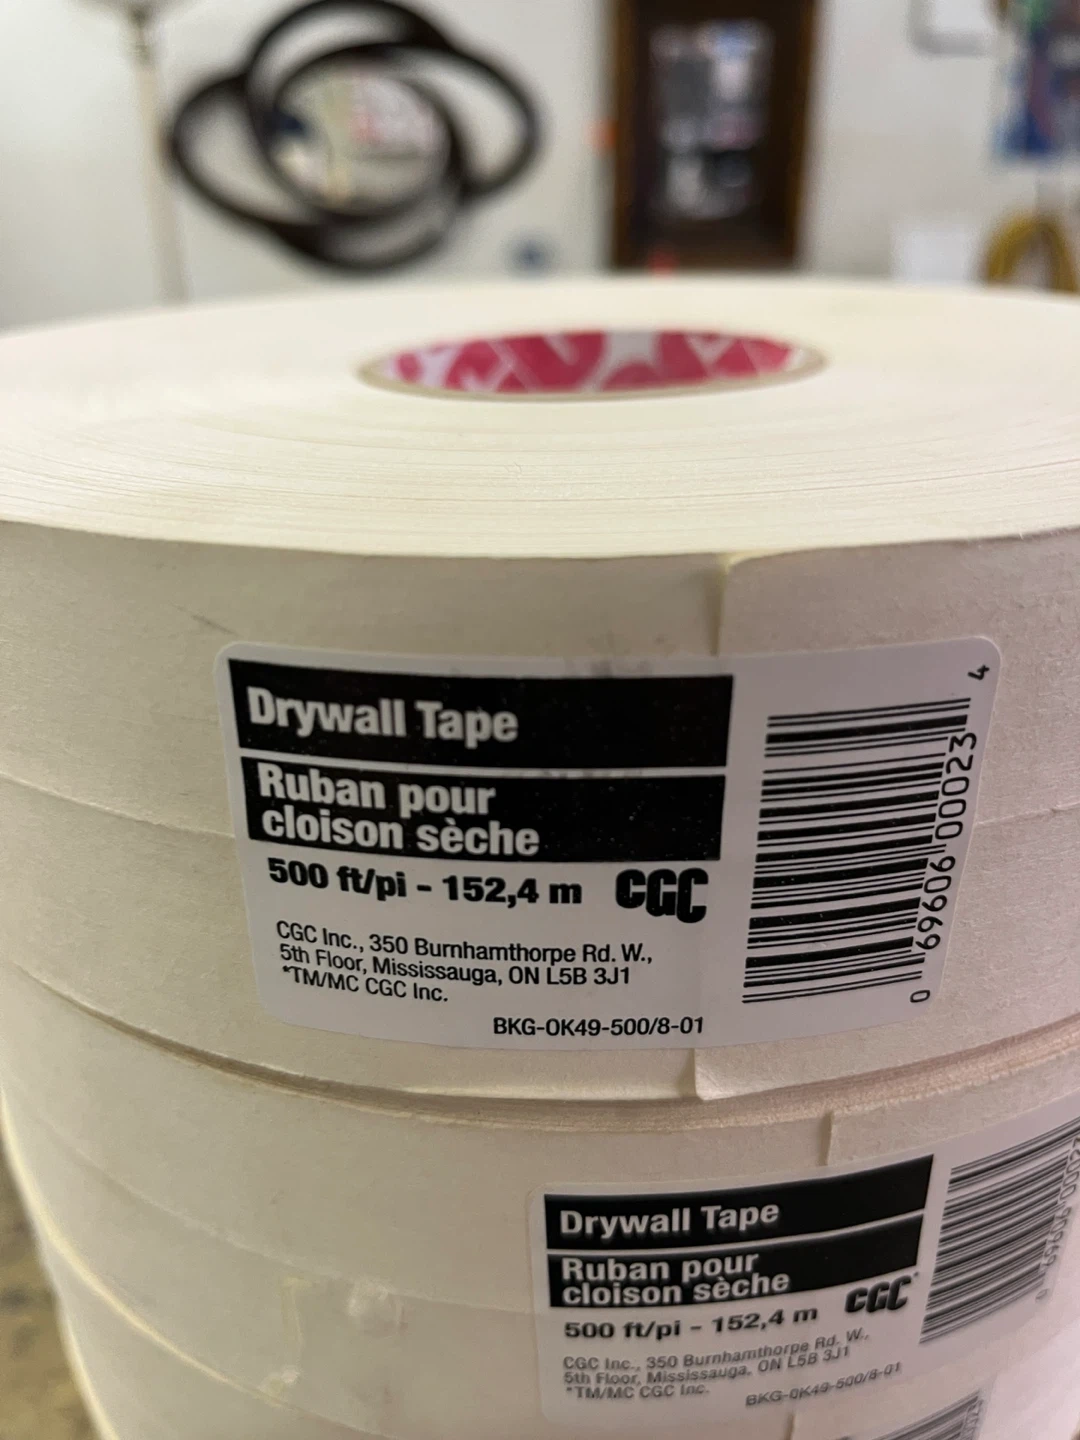 Drywall Tape
Ruban pour
cloison sèche
500 ft/pi - 152,4 m CGC
CGC Inc., 350 Burnhamthorpe Rd. W.,
5th Floor, Mississauga, ON L5B 3J1
*TM/MC CGC Inc.
BKG-0K49-500/8-01
0 69606 00023 4
Drywall Tape
Ruban pour
cloison sèche
500 ft/pi - 152,4 m CGC
CGC Inc., 350 Burnhamthorpe Rd. W.,
5th Floor, Mississauga, ON L5B 3J1
*TM/MC CGC Inc.
BKG-0K49-500/8-01
0 69606 00023